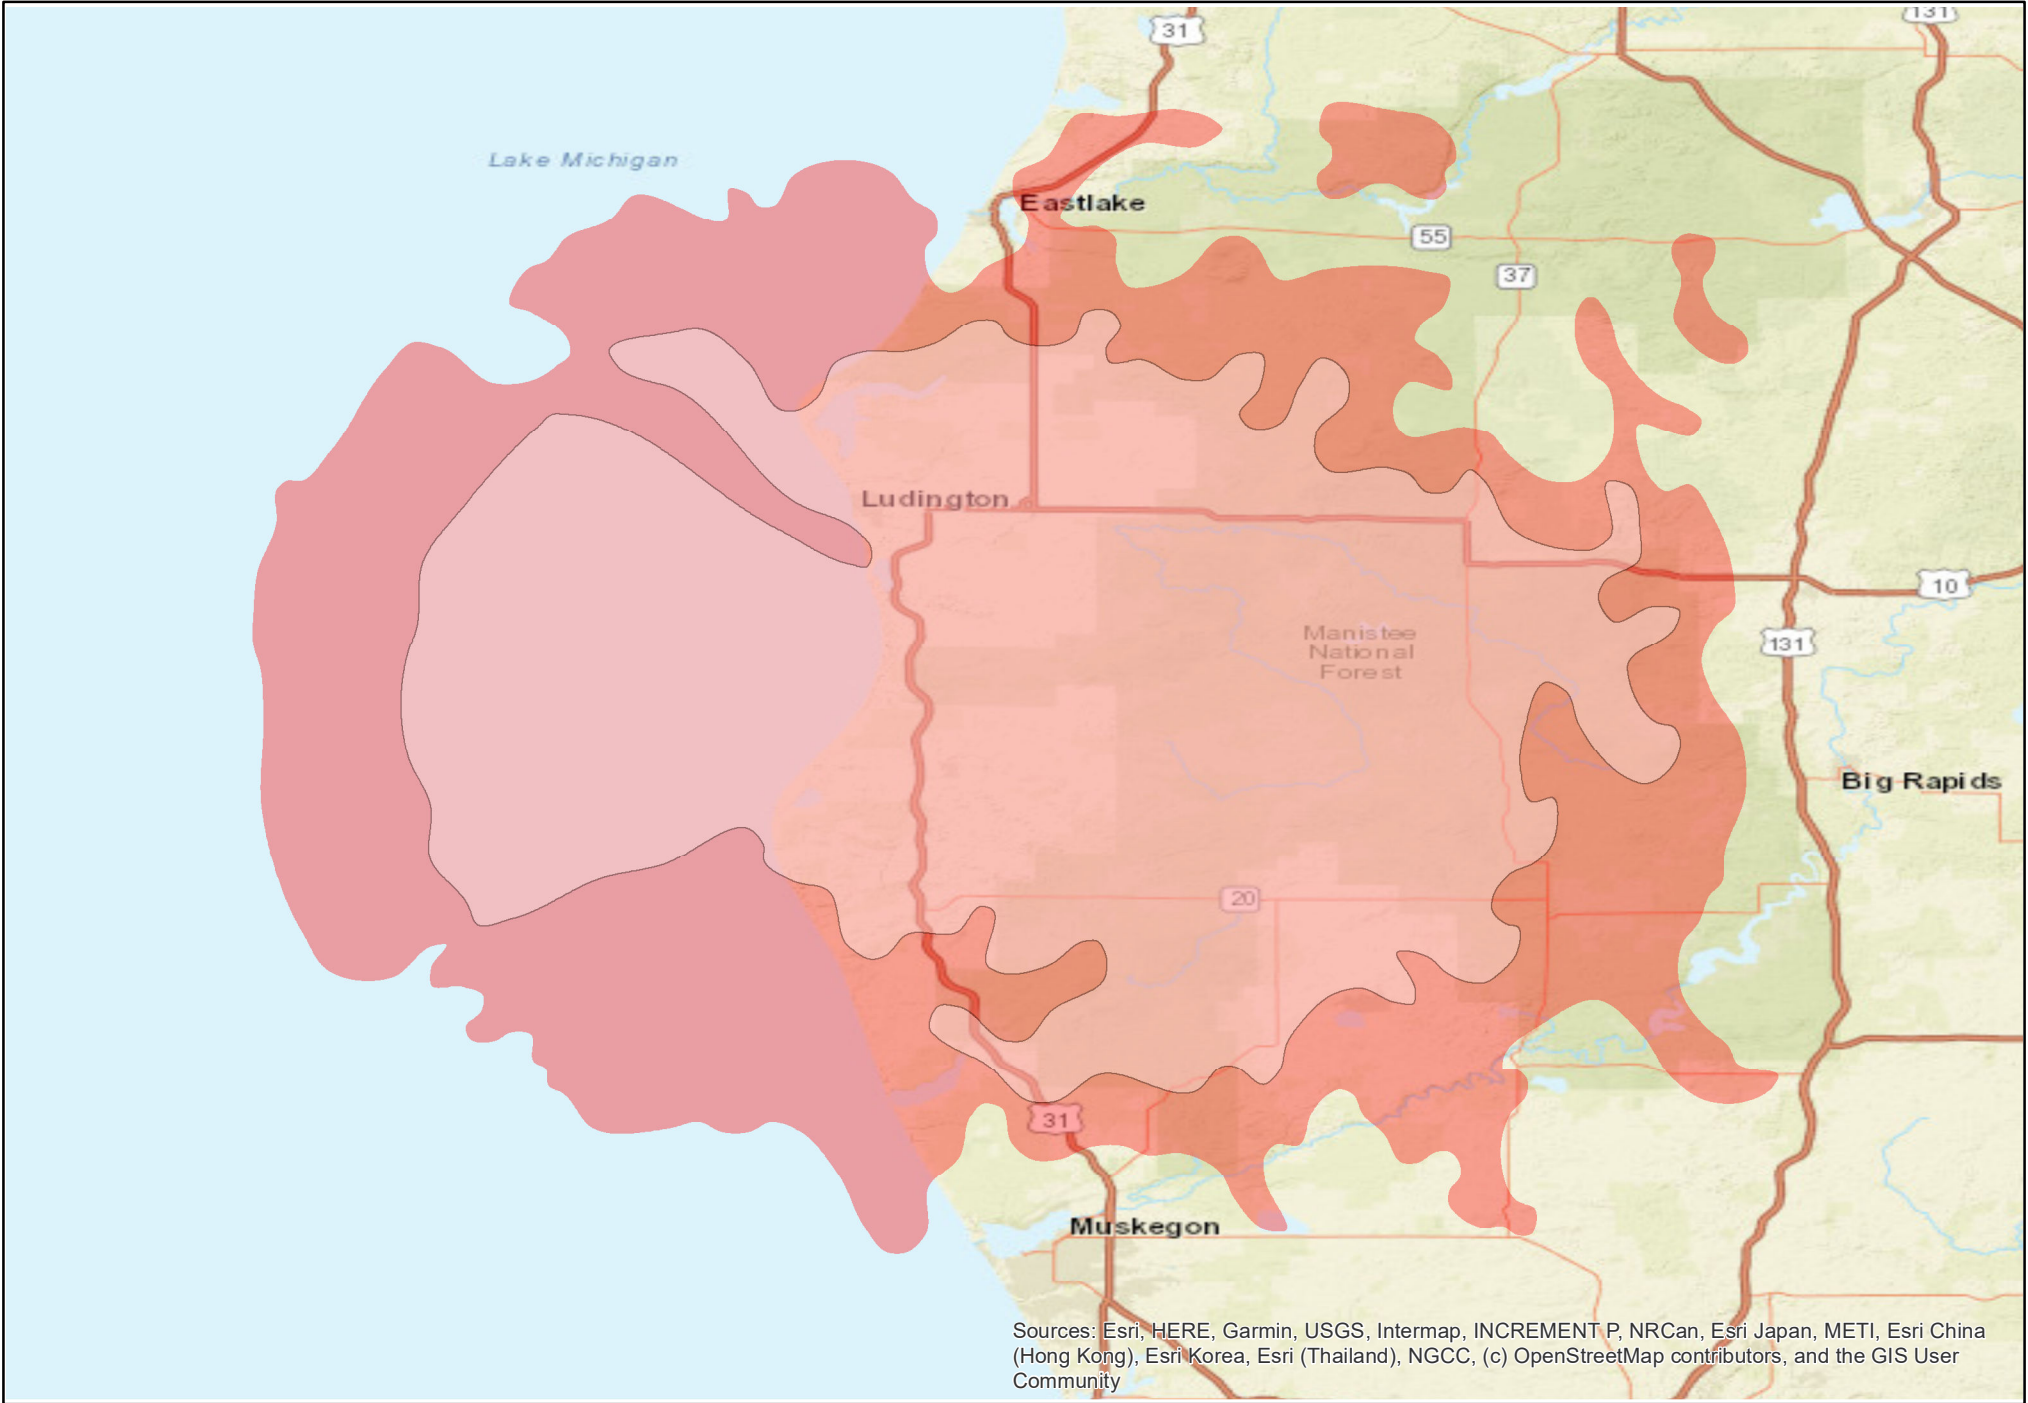 31
131
Lake Michigan
Eastlake
55
37
Ludington
10
Manistee
National
Forest
131
Big Rapids
20
31
Muskegon
Sources: Esri, HERE, Garmin, USGS, Intermap, INCREMENT P, NRCan, Esri Japan, METI, Esri China
(Hong Kong), Esri Korea, Esri (Thailand), NGCC, (c) OpenStreetMap contributors, and the GIS User
Community